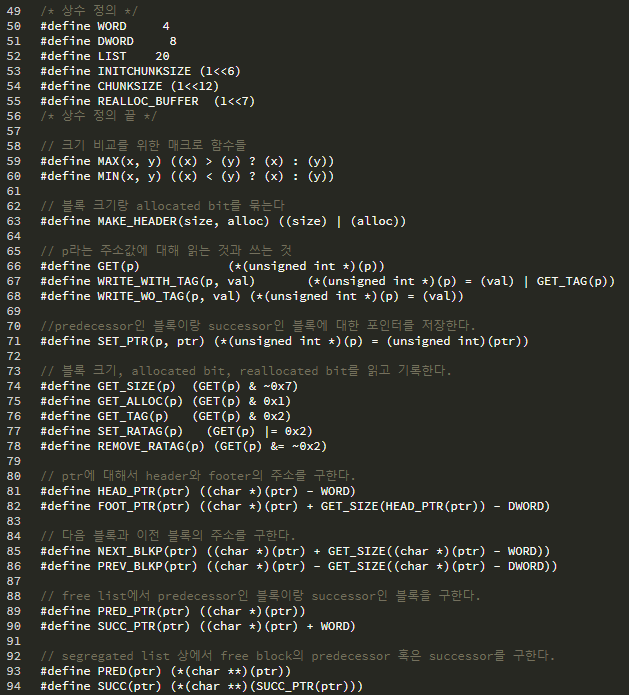 49 /* 상수 정의 */
50 #define WORD 4
51 #define DWORD 8
52 #define LIST 20
53 #define INITCHUNKSIZE (1<<6)
54 #define CHUNKSIZE (1<<12)
55 #define REALLOC_BUFFER (1<<7)
56 /* 상수 정의 끝 */
57
58 // 크기 비교를 위한 매크로 함수들
59 #define MAX(x, y) ((x) > (y) ? (x) : (y))
60 #define MIN(x, y) ((x) < (y) ? (x) : (y))
61
62 // 블록 크기랑 allocated bit를 묶는다
63 #define MAKE_HEADER(size, alloc) ((size) | (alloc))
64
65 // p라는 주소값에 대해 읽는 것과 쓰는 것
66 #define GET(p) (*(unsigned int *)(p))
67 #define WRITE_WITH_TAG(p, val) (*(unsigned int *)(p) = (val) | GET_TAG(p))
68 #define WRITE_WO_TAG(p, val) (*(unsigned int *)(p) = (val))
69
70 //predecessor인 블록이랑 successor인 블록에 대한 포인터를 저장한다.
71 #define SET_PTR(p, ptr) (*(unsigned int *)(p) = (unsigned int)(ptr))
72
73 // 블록 크기, allocated bit, reallocated bit를 읽고 기록한다.
74 #define GET_SIZE(p) (GET(p) & ~0x7)
75 #define GET_ALLOC(p) (GET(p) & 0x1)
76 #define GET_TAG(p) (GET(p) & 0x2)
77 #define SET_RATAG(p) (GET(p) |= 0x2)
78 #define REMOVE_RATAG(p) (GET(p) &= ~0x2)
79
80 // ptr에 대해서 header와 footer의 주소를 구한다.
81 #define HEAD_PTR(ptr) ((char *)(ptr) - WORD)
82 #define FOOT_PTR(ptr) ((char *)(ptr) + GET_SIZE(HEAD_PTR(ptr)) - DWORD)
83
84 // 다음 블록과 이전 블록의 주소를 구한다.
85 #define NEXT_BLKP(ptr) ((char *)(ptr) + GET_SIZE((char *)(ptr) - WORD))
86 #define PREV_BLKP(ptr) ((char *)(ptr) - GET_SIZE((char *)(ptr) - DWORD))
87
88 // free list에서 predecessor인 블록이랑 successor인 블록을 구한다.
89 #define PRED_PTR(ptr) ((char *)(ptr))
90 #define SUCC_PTR(ptr) ((char *)(ptr) + WORD)
91
92 // segregated list 상에서 free block의 predecessor 혹은 successor를 구한다.
93 #define PRED(ptr) (*(char **)(ptr))
94 #define SUCC(ptr) (*(char **)(SUCC_PTR(ptr)))